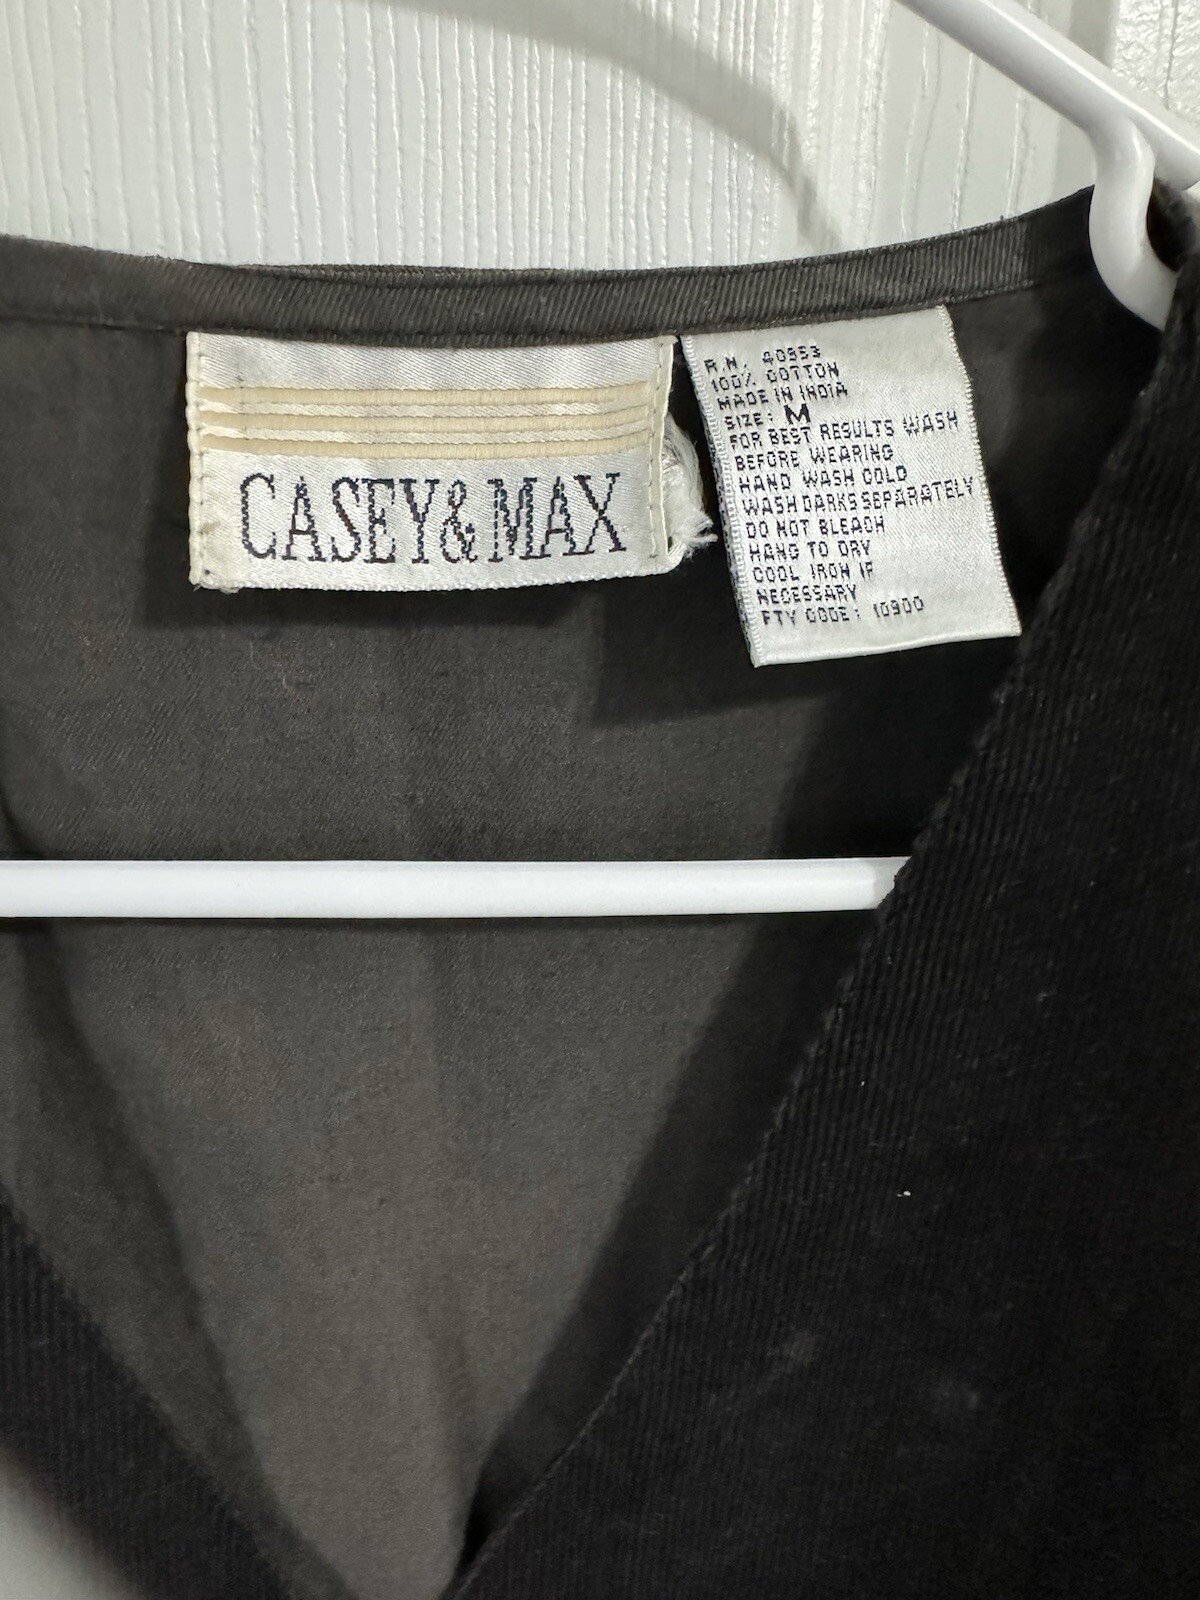 CASEY & MAX
R.N. 40953
100% COTTON
MADE IN INDIA
SIZE: M
FOR BEST RESULTS WASH
BEFORE WEARING
HAND WASH COLD
WASH DARKS SEPARATELY
DO NOT BLEACH
HANG TO DRY
COOL IRON IF
NECESSARY
FTY CODE: 10900